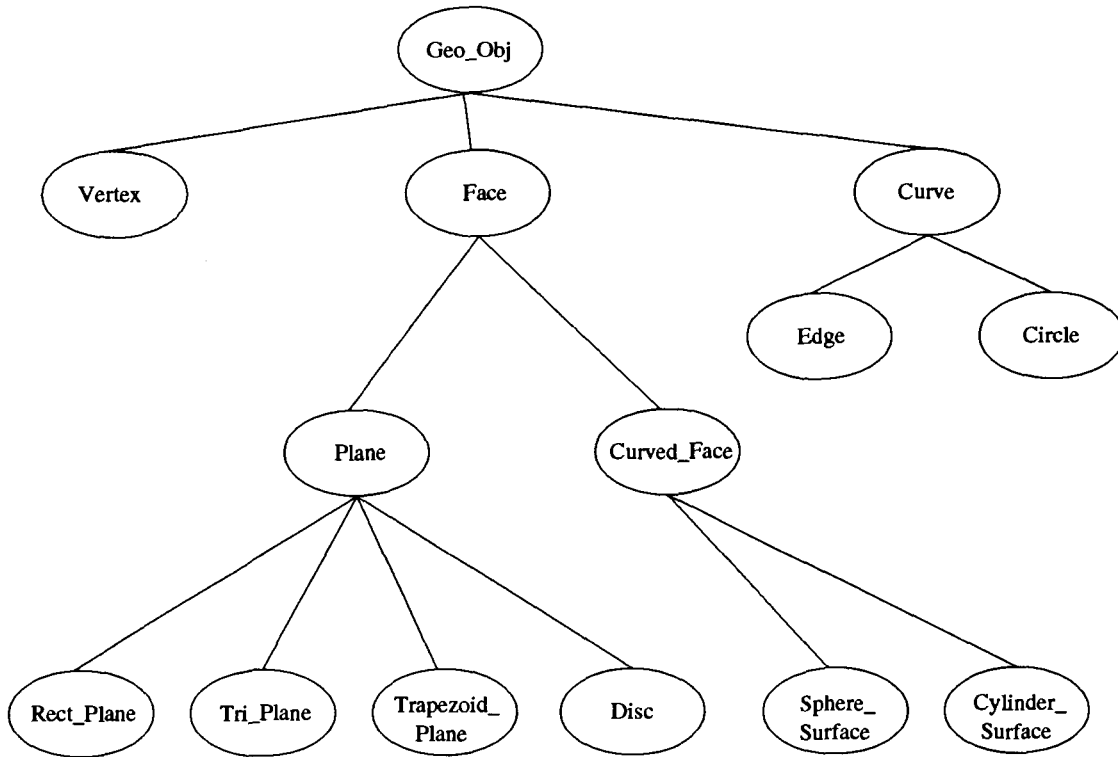 Geo_Obj
Vertex
Face
Curve
Edge
Circle
Plane
Curved_Face
Rect_Plane
Tri_Plane
Trapezoid_
Plane
Disc
Sphere_
Surface
Cylinder_
Surface